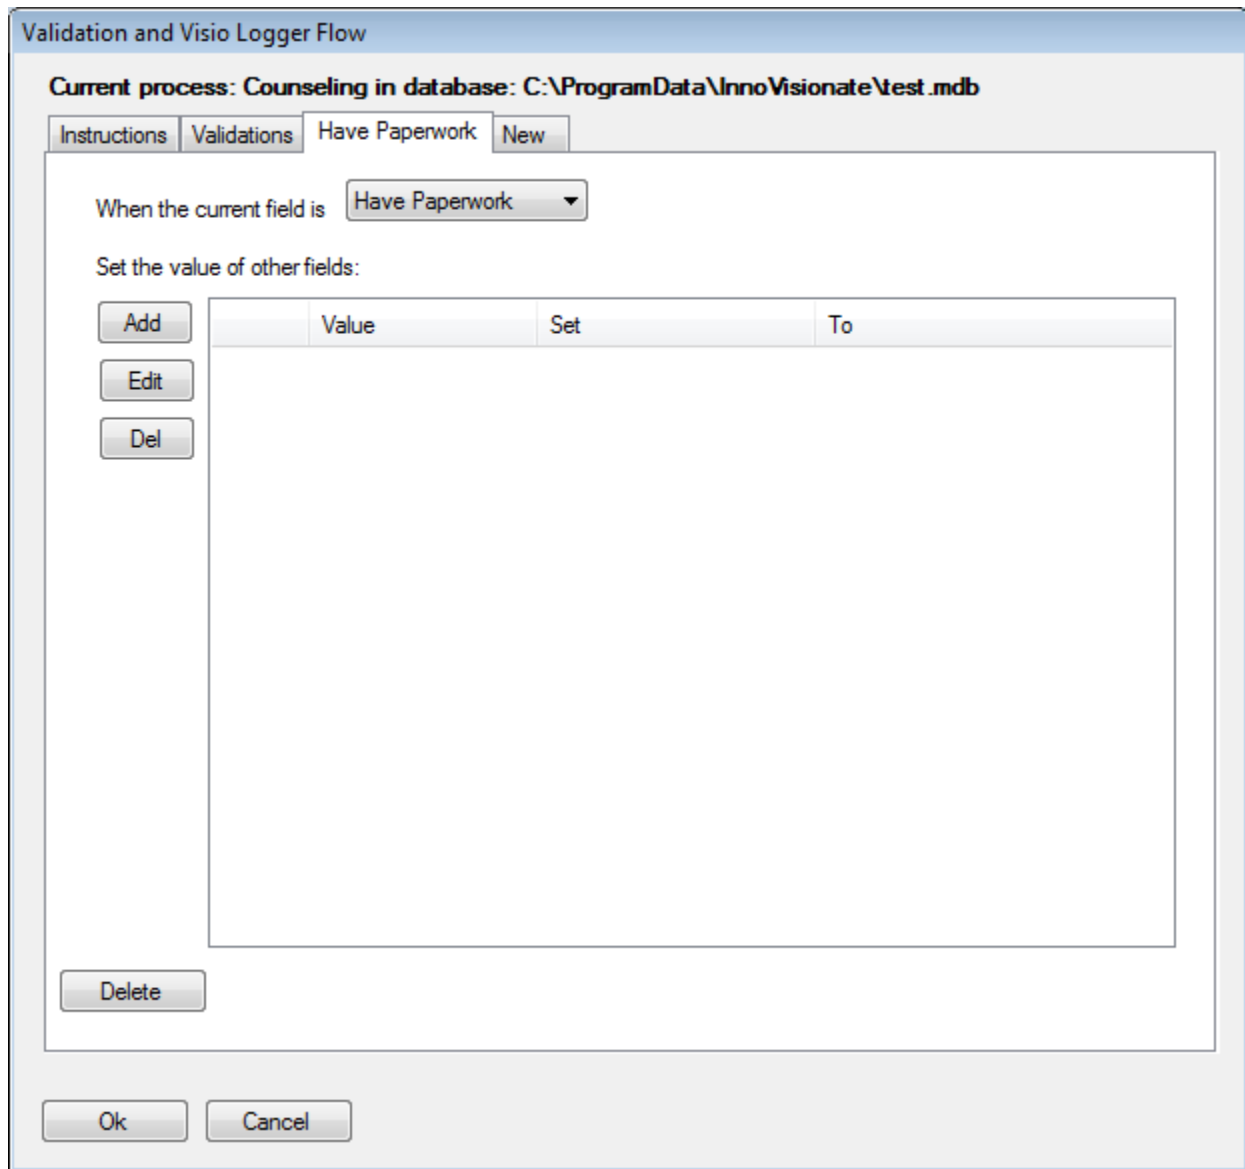 Validation and Visio Logger Flow
Current process: Counseling in database: C:\ProgramData\InnoVisionate\test.mdb
Instructions Validations Have Paperwork New
When the current field is Have Paperwork
Set the value of other fields:
Add Value Set To
Edit
Del
Delete
Ok Cancel